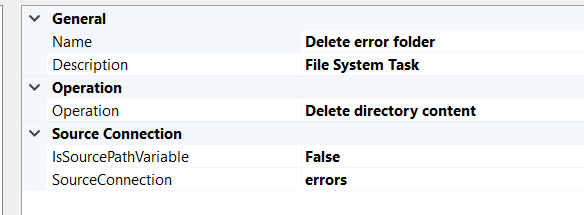 General
Name Delete error folder
Description File System Task
Operation
Operation Delete directory content
Source Connection
IsSourcePathVariable False
SourceConnection errors